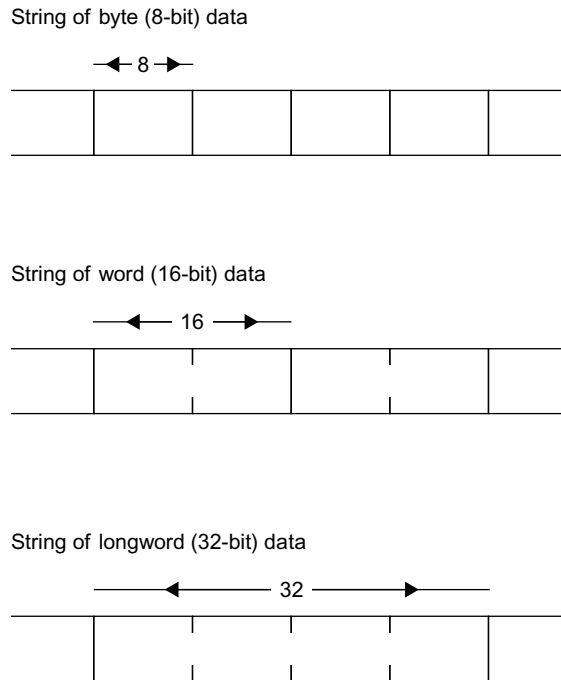 String of byte (8-bit) data
8
String of word (16-bit) data
16
String of longword (32-bit) data
32